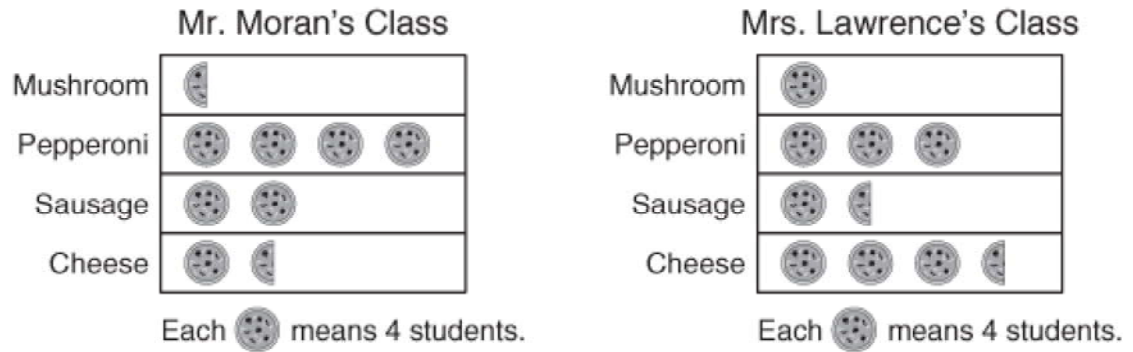 Mr. Moran's Class
Mushroom
Pepperoni
Sausage
Cheese
Each means 4 students.
Mrs. Lawrence's Class
Mushroom
Pepperoni
Sausage
Cheese
Each means 4 students.